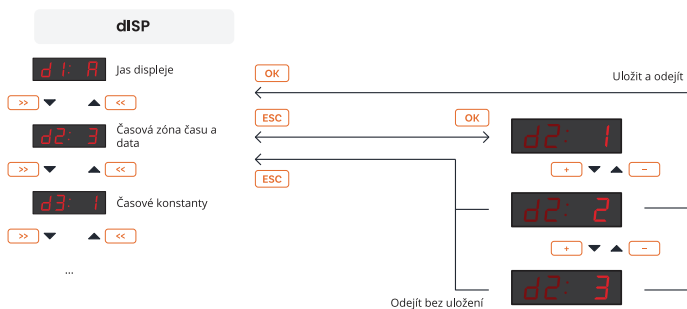 dISP
d1: A
Jas displeje
OK
Uložit a odejít
>>
<<
ESC
OK
d2: 3
Časová zóna času a
data
d2: 1
>>
<<
ESC
+
-
d3: 1
Časové konstanty
d2: 2
>>
<<
+
-
...
d2: 3
Odejít bez uložení